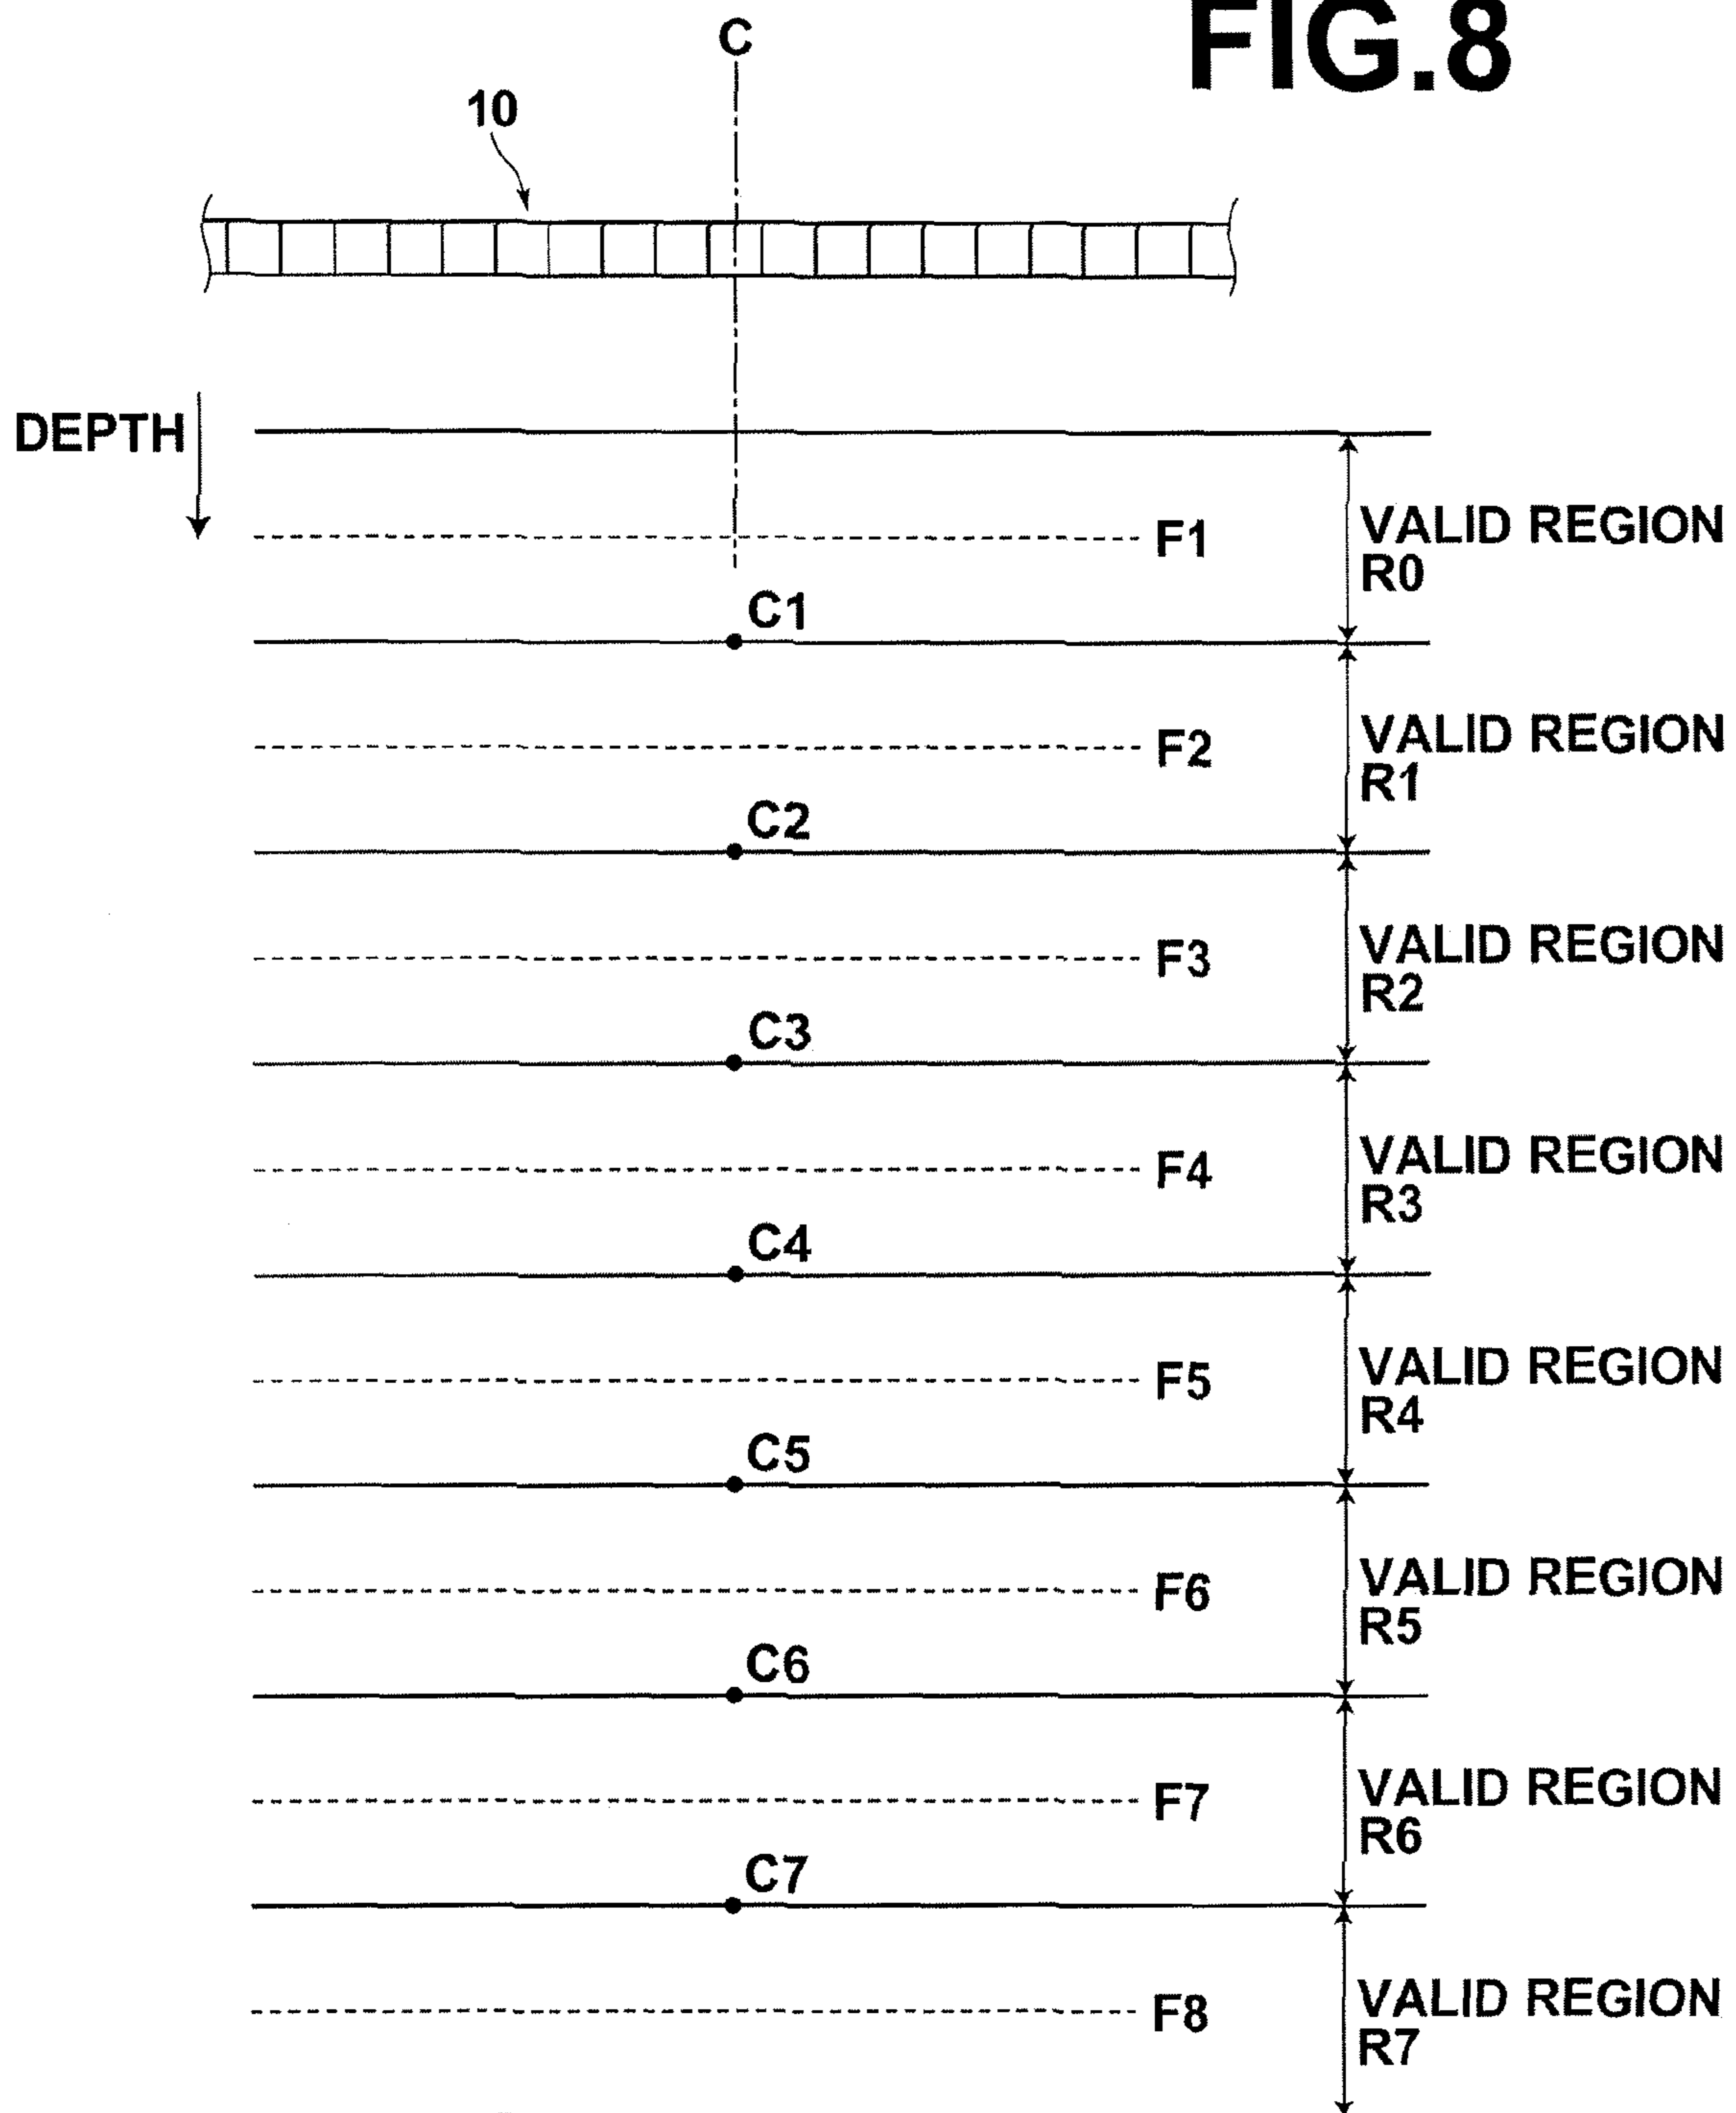 FIG.8
C
10
DEPTH
F1
VALID REGION
R0
C1
F2
VALID REGION
R1
C2
F3
VALID REGION
R2
C3
F4
VALID REGION
R3
C4
F5
VALID REGION
R4
C5
F6
VALID REGION
R5
C6
F7
VALID REGION
R6
C7
F8
VALID REGION
R7